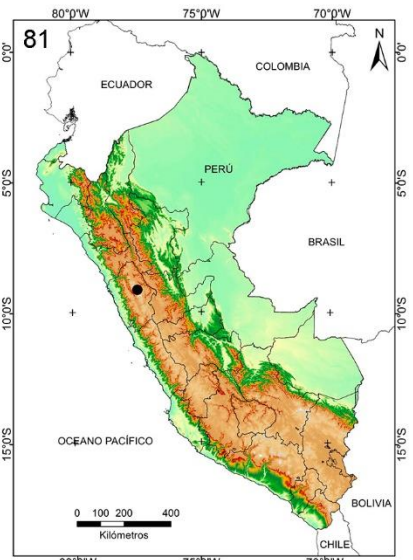 81
80°0'W 75°0'W 70°0'W
N
0°0' 0°0'
COLOMBIA
ECUADOR
PERÚ
5°0'S 5°0'S
BRASIL
10°0'S 10°0'S
OCEANO PACÍFICO
15°0'S 15°0'S
BOLIVIA
0 100 200 400
Kilómetros
CHILE